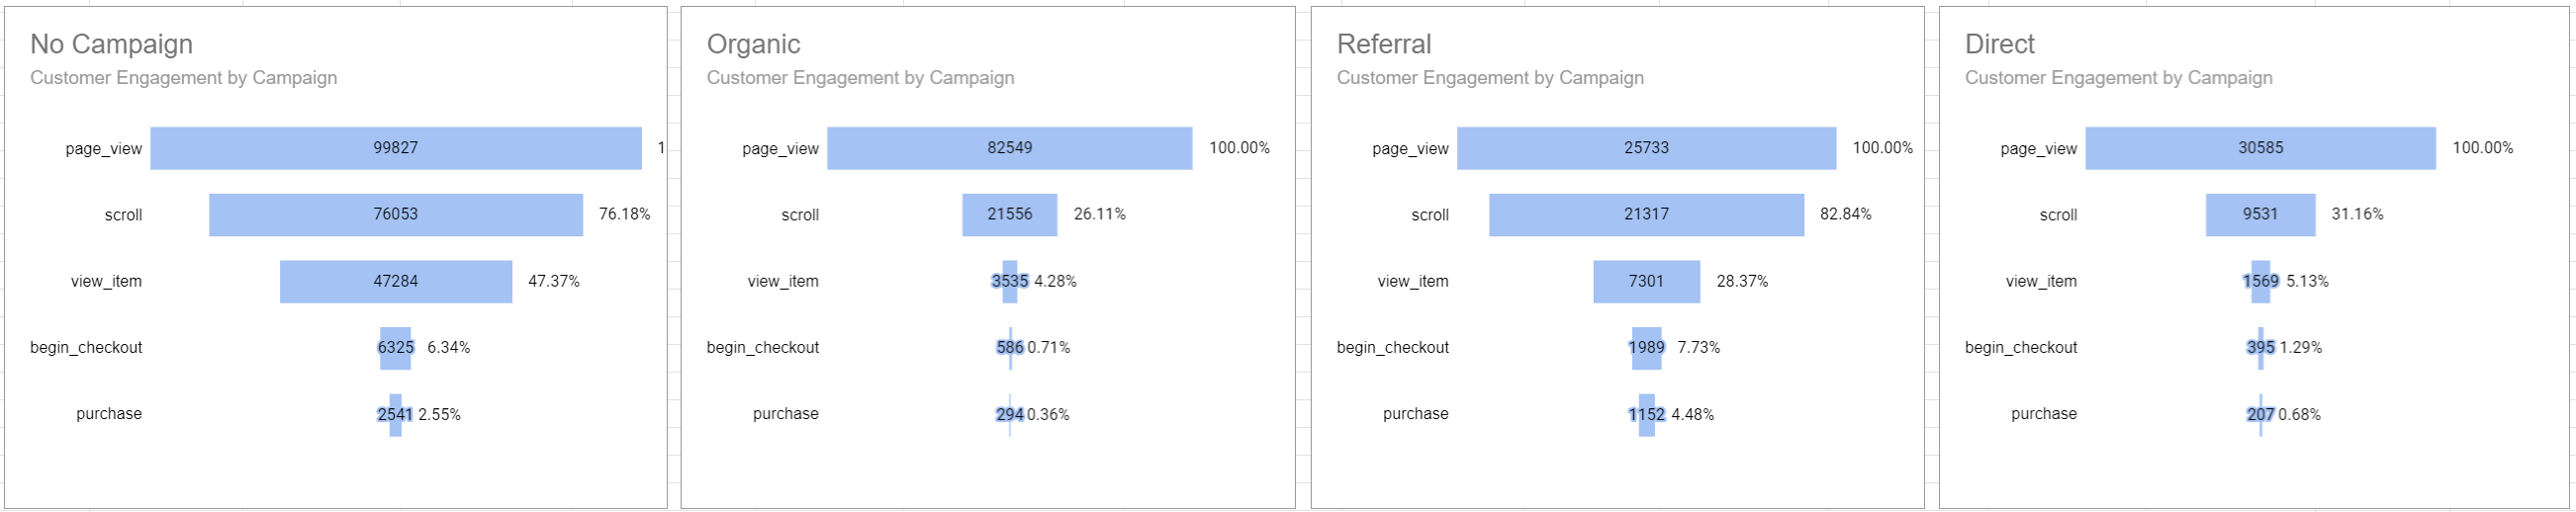 No Campaign
Customer Engagement by Campaign
page_view 99827 1
scroll 76053 76.18%
view_item 47284 47.37%
begin_checkout 6325 6.34%
purchase 2541 2.55%
Organic
Customer Engagement by Campaign
page_view 82549 100.00%
scroll 21556 26.11%
view_item 3535 4.28%
begin_checkout 586 0.71%
purchase 294 0.36%
Referral
Customer Engagement by Campaign
page_view 25733 100.00%
scroll 21317 82.84%
view_item 7301 28.37%
begin_checkout 1989 7.73%
purchase 1152 4.48%
Direct
Customer Engagement by Campaign
page_view 30585 100.00%
scroll 9531 31.16%
view_item 1569 5.13%
begin_checkout 395 1.29%
purchase 207 0.68%